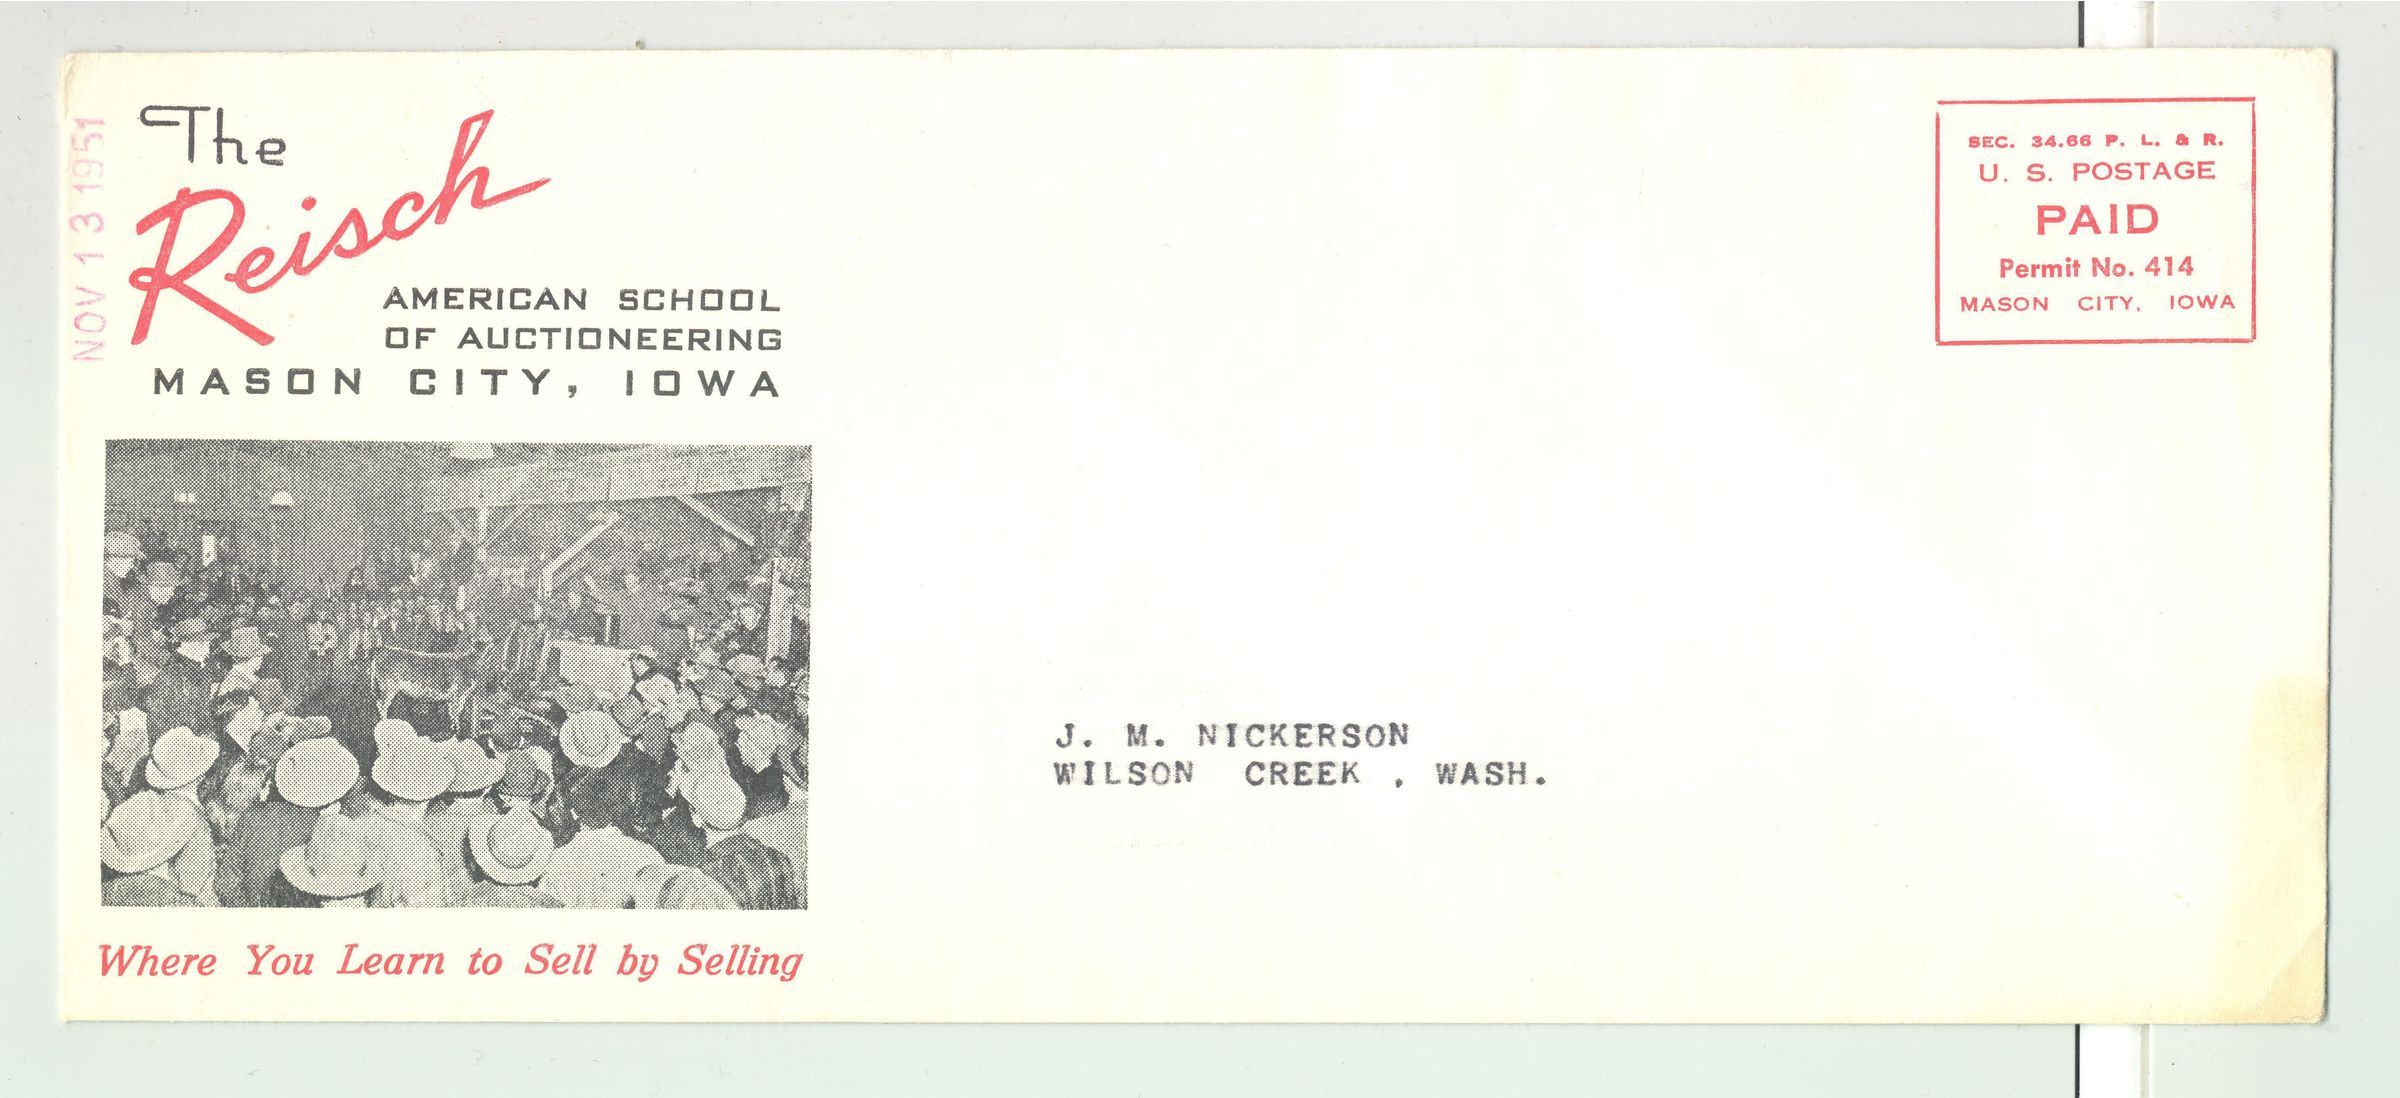 NOV 13 1951
The
Reisch
AMERICAN SCHOOL
OF AUCTIONEERING
MASON CITY, IOWA
Where You Learn to Sell by Selling
SEC. 34.66 P. L. & R.
U. S. POSTAGE
PAID
Permit No. 414
MASON CITY, IOWA
J. M. NICKERSON
WILSON CREEK , WASH.